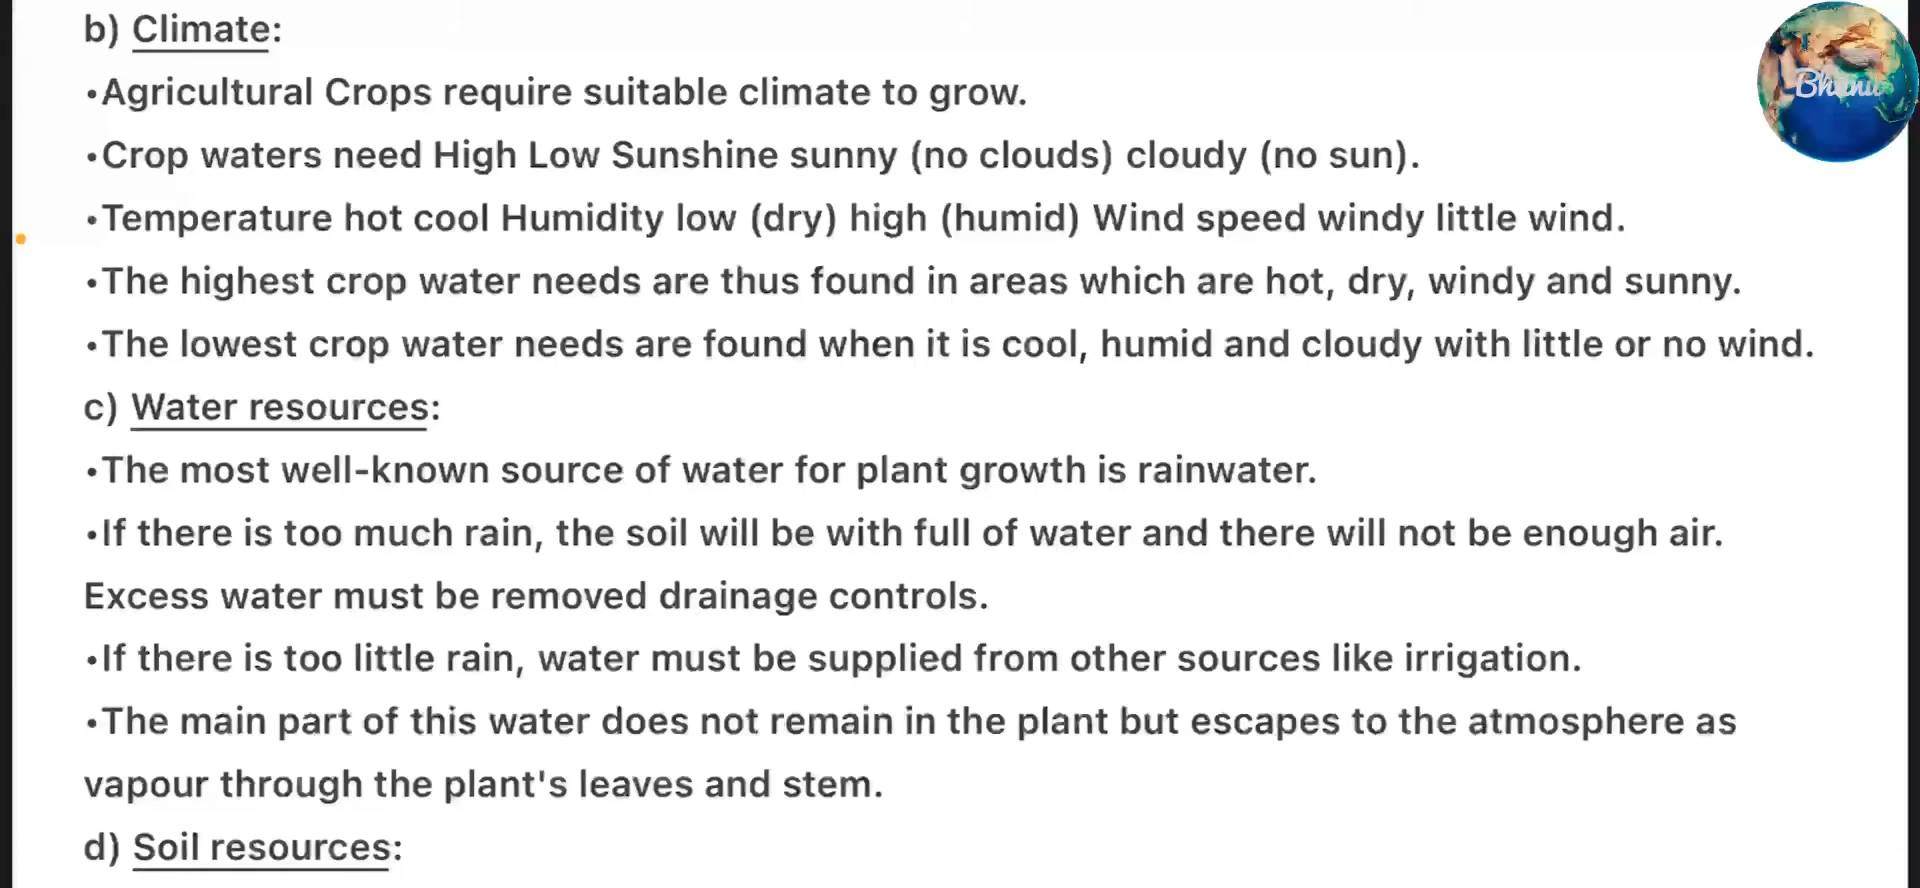 b) Climate:
•Agricultural Crops require suitable climate to grow.
•Crop waters need High Low Sunshine sunny (no clouds) cloudy (no sun).
•Temperature hot cool Humidity low (dry) high (humid) Wind speed windy little wind.
•The highest crop water needs are thus found in areas which are hot, dry, windy and sunny.
•The lowest crop water needs are found when it is cool, humid and cloudy with little or no wind.
c) Water resources:
•The most well-known source of water for plant growth is rainwater.
•If there is too much rain, the soil will be with full of water and there will not be enough air.
Excess water must be removed drainage controls.
•If there is too little rain, water must be supplied from other sources like irrigation.
•The main part of this water does not remain in the plant but escapes to the atmosphere as
vapour through the plant's leaves and stem.
d) Soil resources: